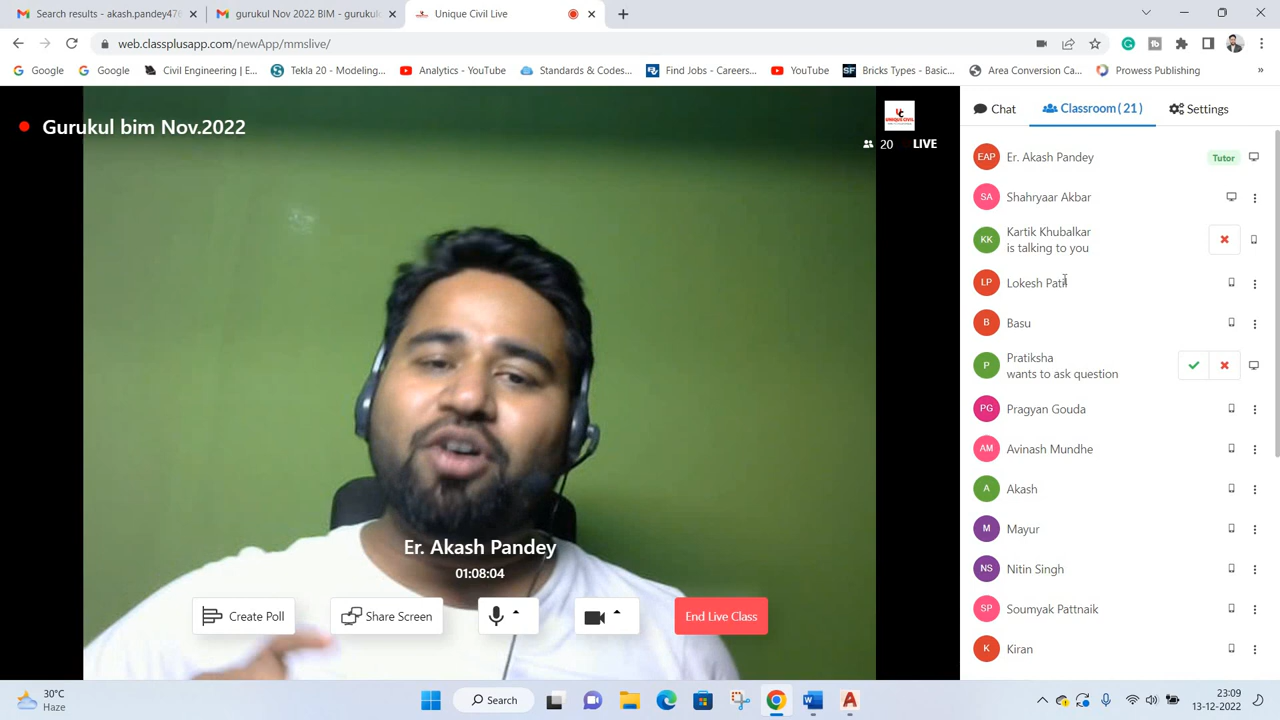 Search results - akash.pandey476
gurukul Nov 2022 BIM - gurukul
Unique Civil Live
web.classplusapp.com/newApp/mmslive/
Google
Google
Civil Engineering | E...
Tekla 20 - Modeling...
Analytics - YouTube
Standards & Codes...
Find Jobs - Careers...
YouTube
Bricks Types - Basic...
Area Conversion Ca...
Prowess Publishing
»
Gurukul bim Nov.2022
UC
UNIQUE CIVIL
20 LIVE
Chat
Classroom ( 21 )
Settings
EAP Er. Akash Pandey Tutor
SA Shahryaar Akbar
KK Kartik Khubalkar
is talking to you
LP Lokesh Patil
B Basu
P Pratiksha
wants to ask question
PG Pragyan Gouda
AM Avinash Mundhe
A Akash
M Mayur
NS Nitin Singh
SP Soumyak Pattnaik
K Kiran
Er. Akash Pandey
01:08:04
Create Poll
Share Screen
End Live Class
30°C
Haze
Search
23:09
13-12-2022